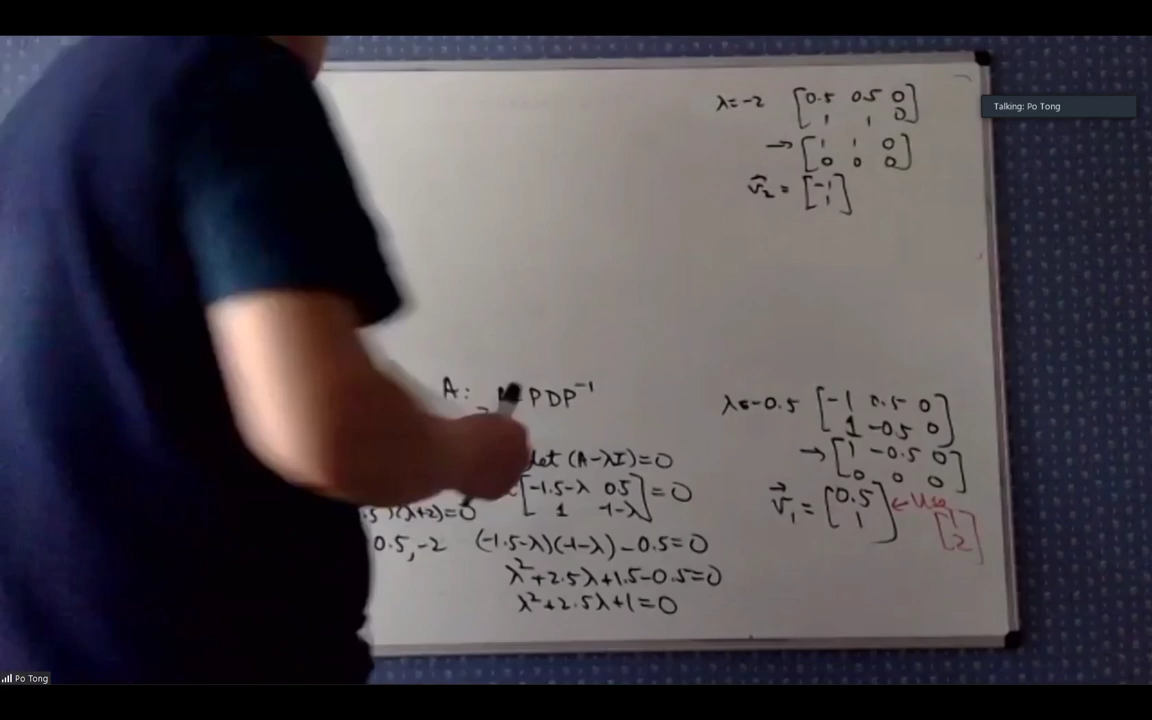 λ=-2 [0.5 0.5 0
1 1 0]
→ [1 1 0
0 0 0]
v⃗₂ = [-1
1]
Talking: Po Tong
A: PDP⁻¹
det (A-λI)=0
[-1.5-λ 0.5
1 -1-λ] =0
.5)(λ+2)=0
0.5,-2 (-1.5-λ)(-1-λ)-0.5=0
λ²+2.5λ+1.5-0.5=0
λ²+2.5λ+1=0
λ=-0.5 [-1 0.5 0
1 -0.5 0]
→ [1 -0.5 0
0 0 0]
v⃗₁ = [0.5
1] ← Use
[1
2]
Po Tong